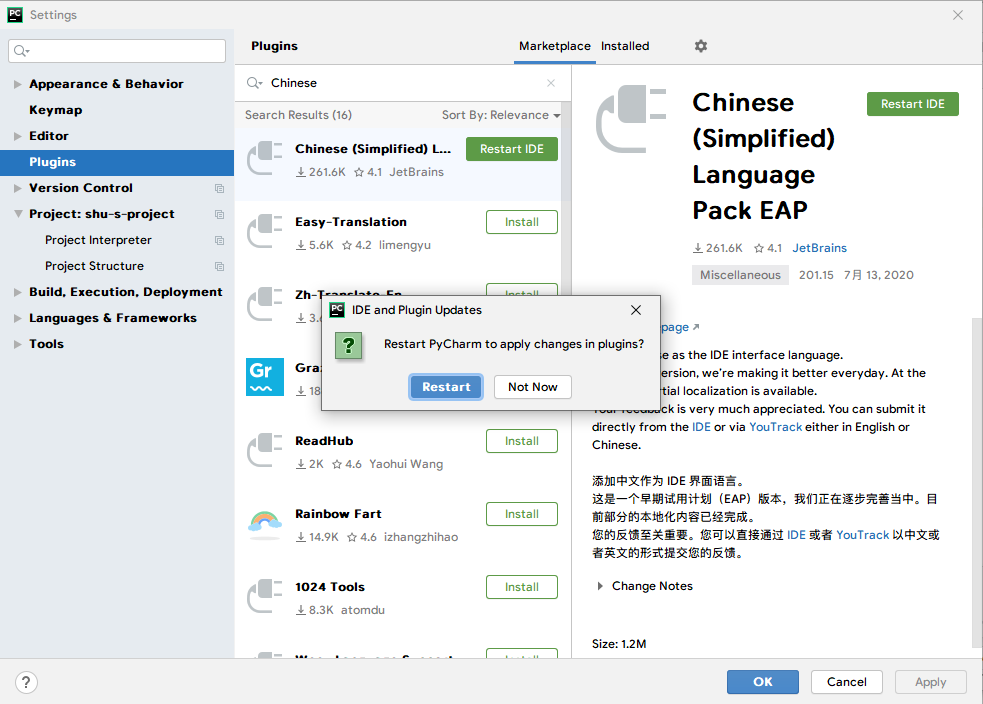 PC Settings
Appearance & Behavior
Keymap
Editor
Plugins
Version Control
Project: shu-s-project
Project Interpreter
Project Structure
Build, Execution, Deployment
Languages & Frameworks
Tools
Plugins
Marketplace Installed
Chinese
Search Results (16) Sort By: Relevance
Chinese (Simplified) L... Restart IDE
261.6K 4.1 JetBrains
Easy-Translation Install
5.6K 4.2 limengyu
Zh-Translate-En Install
3.6
Gr Graz
18
ReadHub Install
2K 4.6 Yaohui Wang
Rainbow Fart Install
14.9K 4.6 izhangzhihao
1024 Tools Install
8.3K atomdu
Install
Chinese
(Simplified)
Language
Pack EAP
Restart IDE
261.6K 4.1 JetBrains
Miscellaneous 201.15 7月 13, 2020
page
se as the IDE interface language.
ersion, we're making it better everyday. At the
rtial localization is available.
Your feedback is very much appreciated. You can submit it
directly from the IDE or via YouTrack either in English or
Chinese.
添加中文作为 IDE 界面语言。
这是一个早期试用计划（EAP）版本，我们正在逐步完善当中。目
前部分的本地化内容已经完成。
您的反馈至关重要。您可以直接通过 IDE 或者 YouTrack 以中文或
者英文的形式提交您的反馈。
Change Notes
Size: 1.2M
PC IDE and Plugin Updates
? Restart PyCharm to apply changes in plugins?
Restart Not Now
? OK Cancel Apply